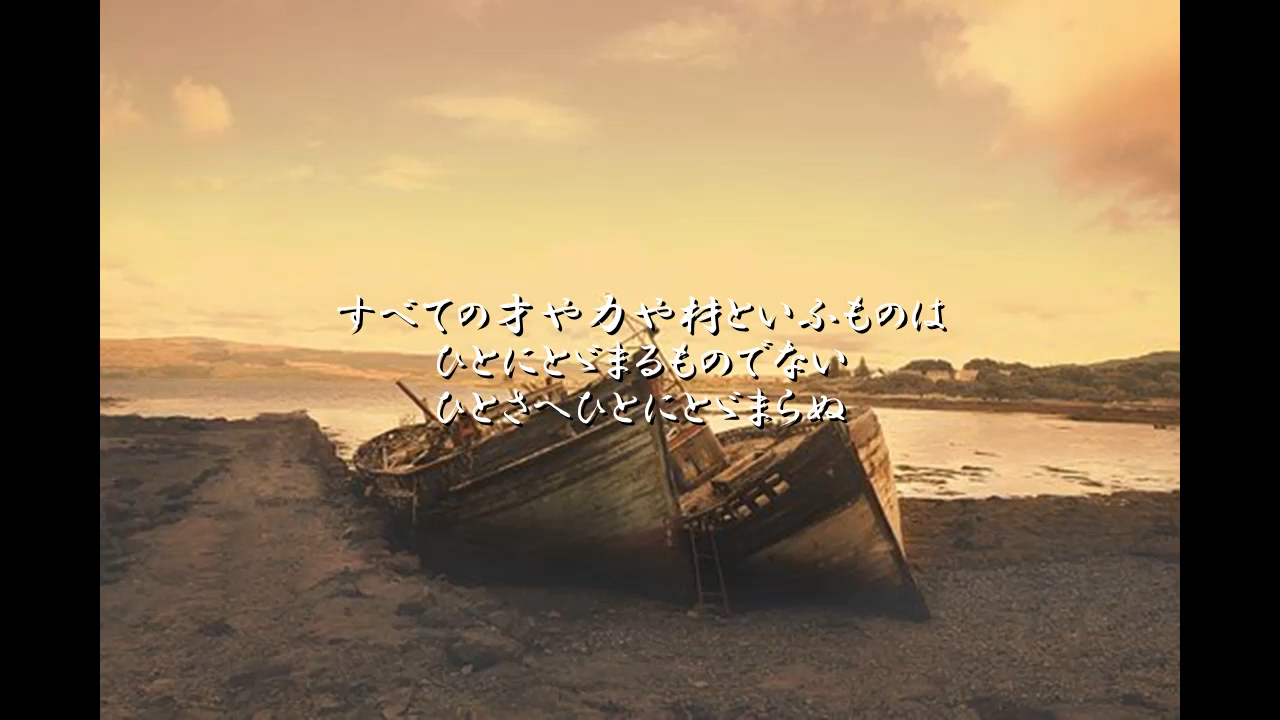 すべての才や力や材といふものは
ひとにとゞまるものでない
ひとさへひとにとゞまらぬ